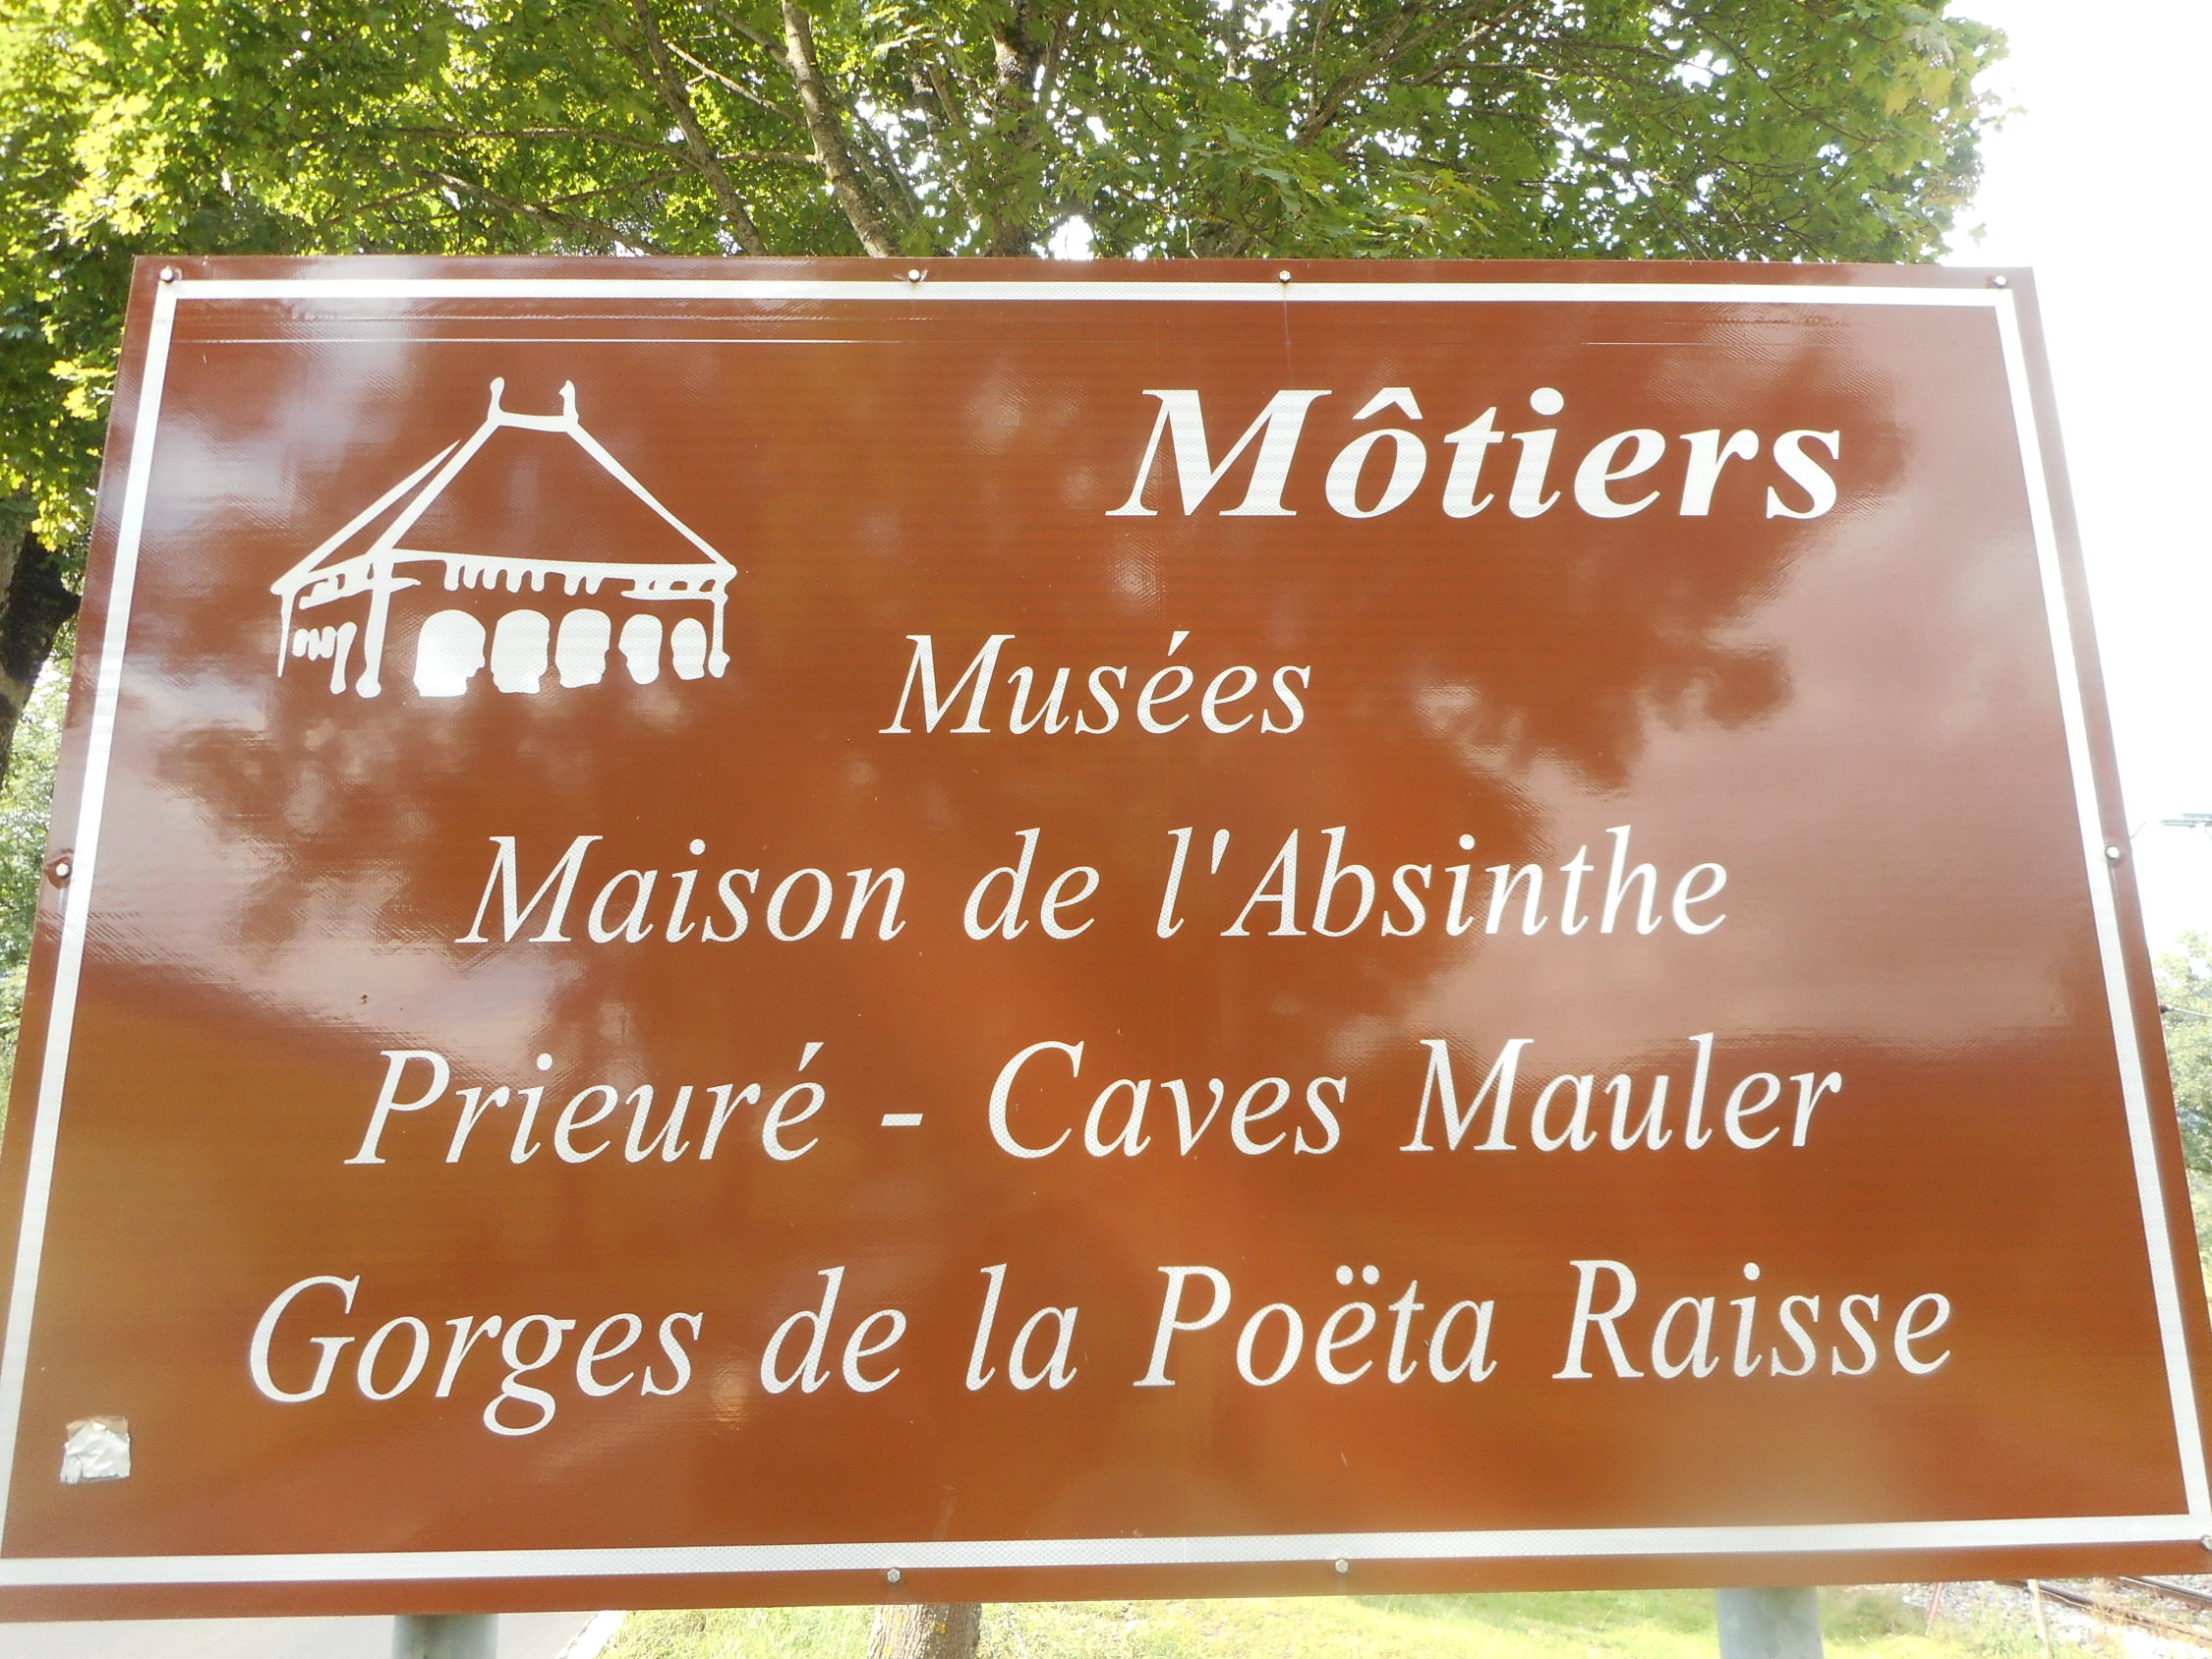 Môtiers
Musées
Maison de l'Absinthe
Prieuré - Caves Mauler
Gorges de la Poëta Raisse